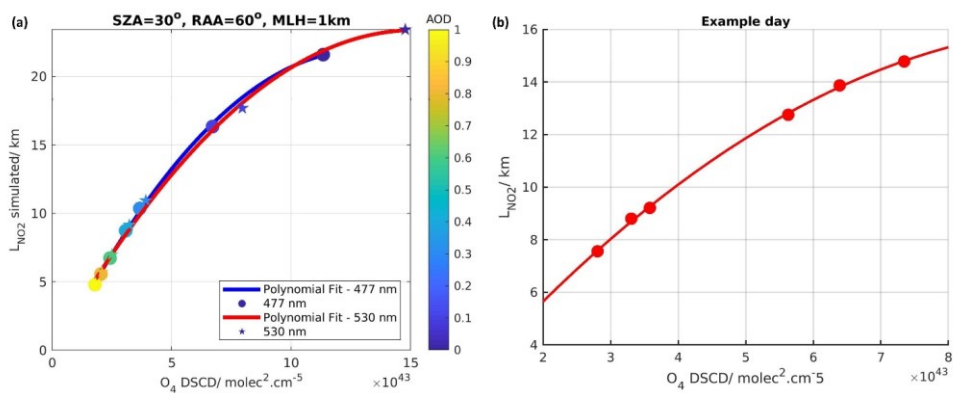 (a)
SZA=30°, RAA=60°, MLH=1km
AOD
L_NO2 simulated/ km
20
15
10
5
0
0
5
10
15
O4 DSCD/ molec².cm⁻⁵
×10⁴³
1
0.9
0.8
0.7
0.6
0.5
0.4
0.3
0.2
0.1
0
Polynomial Fit - 477 nm
477 nm
Polynomial Fit - 530 nm
530 nm
(b)
Example day
L_NO2/ km
16
14
12
10
8
6
4
2
3
4
5
6
7
8
O4 DSCD/ molec².cm⁻5
×10⁴³